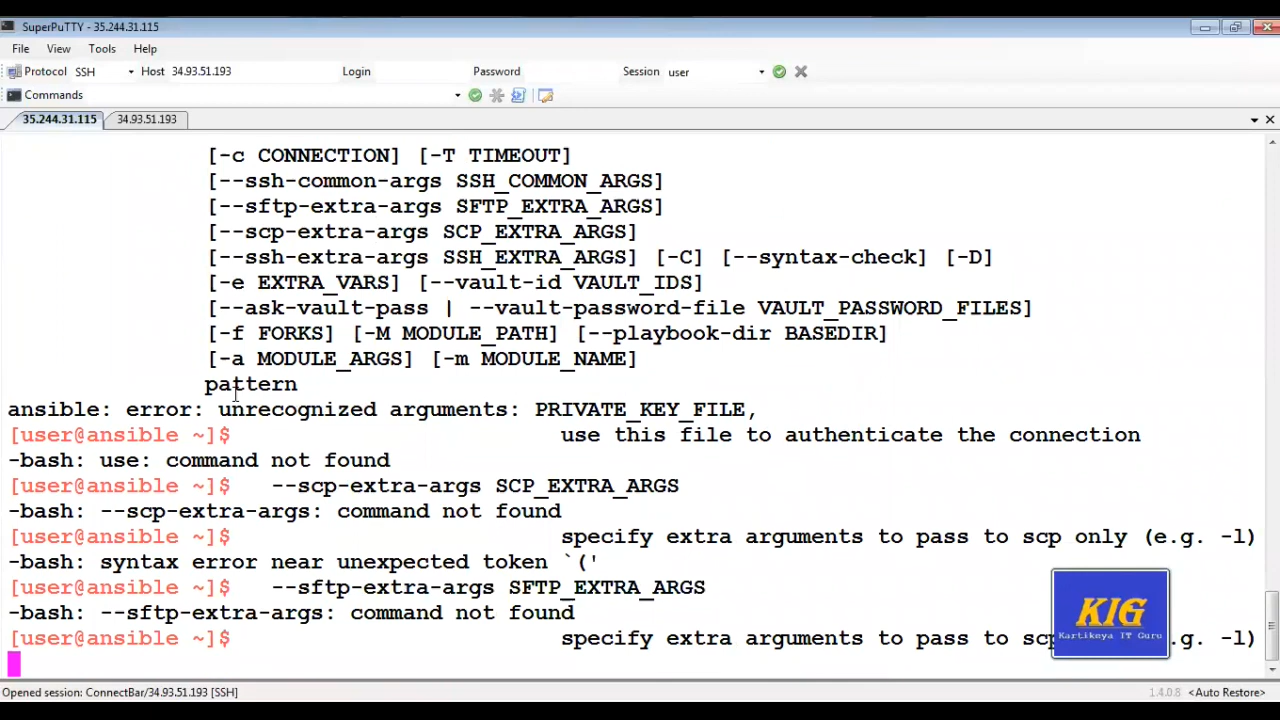 SuperPuTTY - 35.244.31.115
File View Tools Help
Protocol SSH Host 34.93.51.193 Login Password Session user
Commands
35.244.31.115 34.93.51.193
[-c CONNECTION] [-T TIMEOUT]
[--ssh-common-args SSH_COMMON_ARGS]
[--sftp-extra-args SFTP_EXTRA_ARGS]
[--scp-extra-args SCP_EXTRA_ARGS]
[--ssh-extra-args SSH_EXTRA_ARGS] [-C] [--syntax-check] [-D]
[-e EXTRA_VARS] [--vault-id VAULT_IDS]
[--ask-vault-pass | --vault-password-file VAULT_PASSWORD_FILES]
[-f FORKS] [-M MODULE_PATH] [--playbook-dir BASEDIR]
[-a MODULE_ARGS] [-m MODULE_NAME]
pattern
ansible: error: unrecognized arguments: PRIVATE_KEY_FILE,
[user@ansible ~]$ use this file to authenticate the connection
-bash: use: command not found
[user@ansible ~]$ --scp-extra-args SCP_EXTRA_ARGS
-bash: --scp-extra-args: command not found
[user@ansible ~]$ specify extra arguments to pass to scp only (e.g. -l)
-bash: syntax error near unexpected token `('
[user@ansible ~]$ --sftp-extra-args SFTP_EXTRA_ARGS
-bash: --sftp-extra-args: command not found
[user@ansible ~]$ specify extra arguments to pass to scp .g. -l)
KIG
Kartikeya IT Guru
Opened session: ConnectBar/34.93.51.193 [SSH] 1.4.0.8 <Auto Restore>